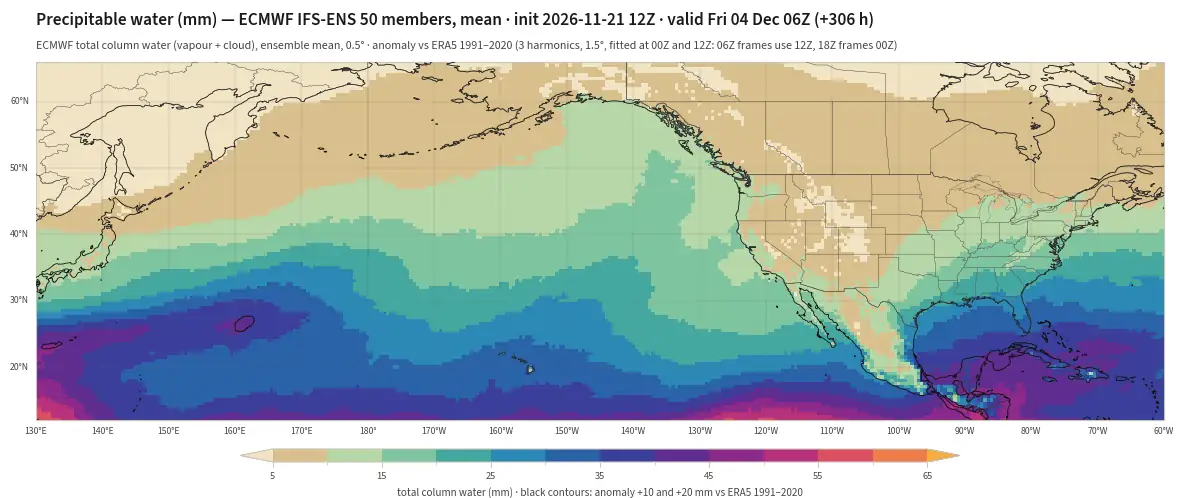 Precipitable water (mm) — ECMWF IFS-ENS 50 members, mean · init 2026-11-21 12Z · valid Fri 04 Dec 06Z (+306 h)
ECMWF total column water (vapour + cloud), ensemble mean, 0.5° · anomaly vs ERA5 1991–2020 (3 harmonics, 1.5°, fitted at 00Z and 12Z: 06Z frames use 12Z, 18Z frames 00Z)
60°N
50°N
40°N
30°N
20°N
130°E 140°E 150°E 160°E 170°E 180° 170°W 160°W 150°W 140°W 130°W 120°W 110°W 100°W 90°W 80°W 70°W 60°W
5 15 25 35 45 55 65
total column water (mm) · black contours: anomaly +10 and +20 mm vs ERA5 1991–2020